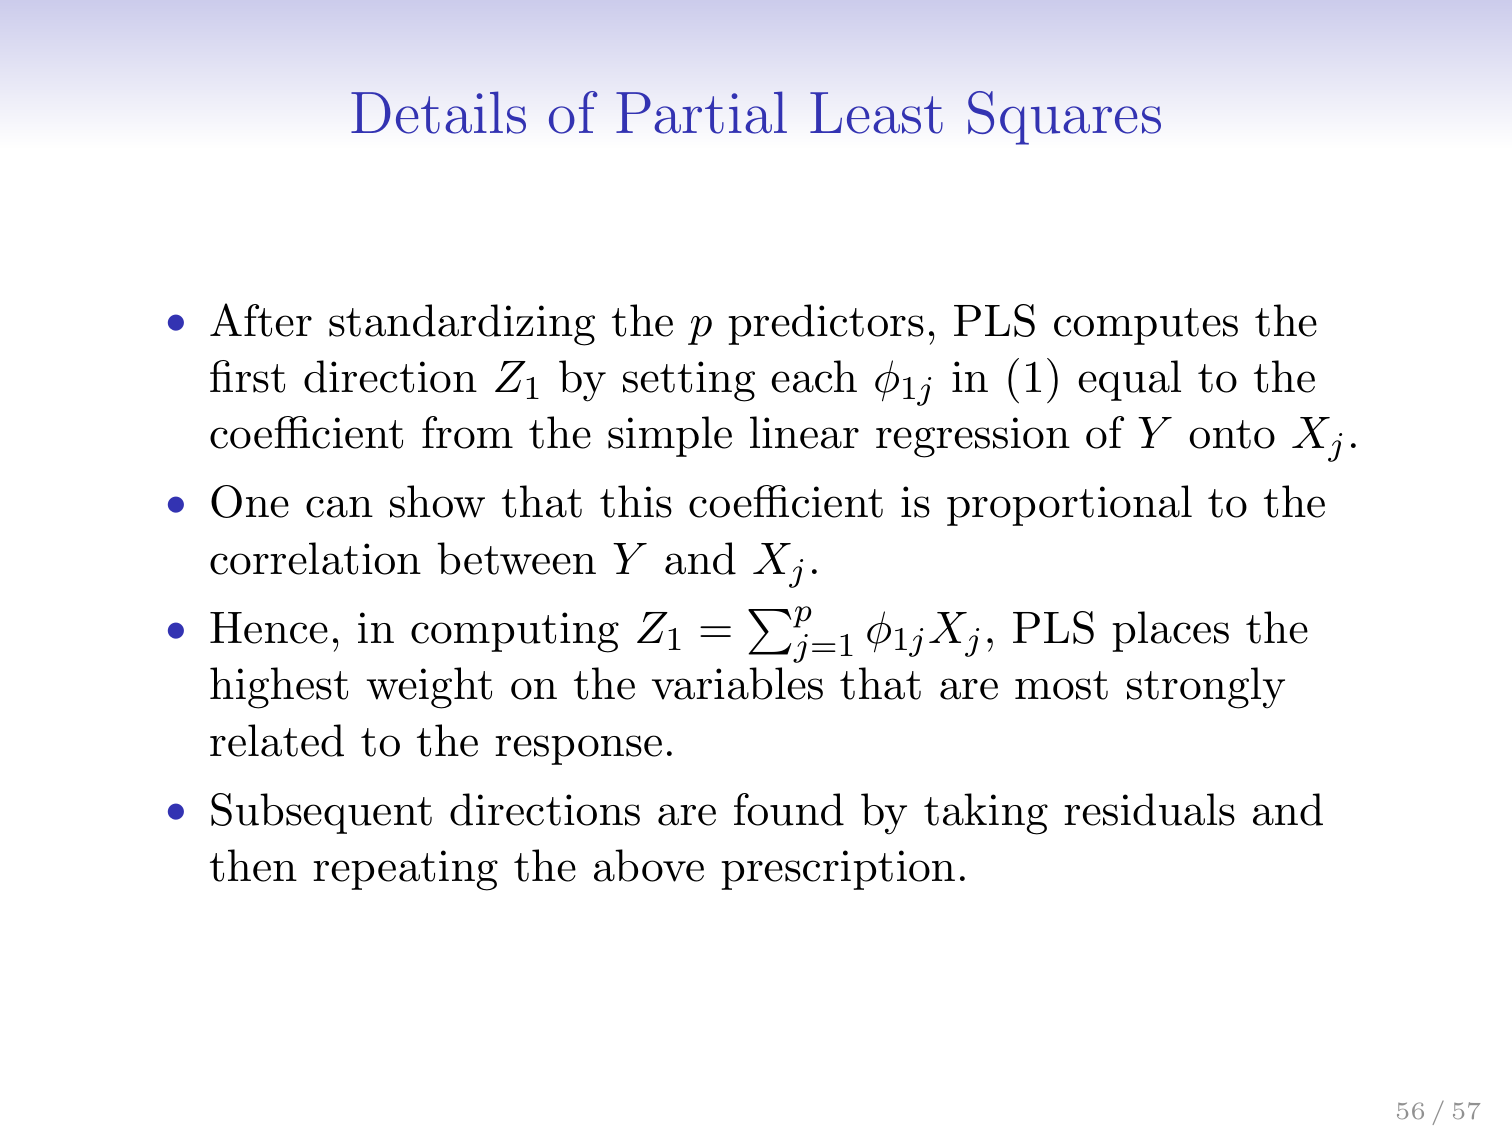 Details of Partial Least Squares
• After standardizing the p predictors, PLS computes the
first direction Z₁ by setting each ϕ₁ⱼ in (1) equal to the
coefficient from the simple linear regression of Y onto Xⱼ.
• One can show that this coefficient is proportional to the
correlation between Y and Xⱼ.
• Hence, in computing Z₁ = ∑ᵖⱼ₌₁ ϕ₁ⱼXⱼ, PLS places the
highest weight on the variables that are most strongly
related to the response.
• Subsequent directions are found by taking residuals and
then repeating the above prescription.
56 / 57